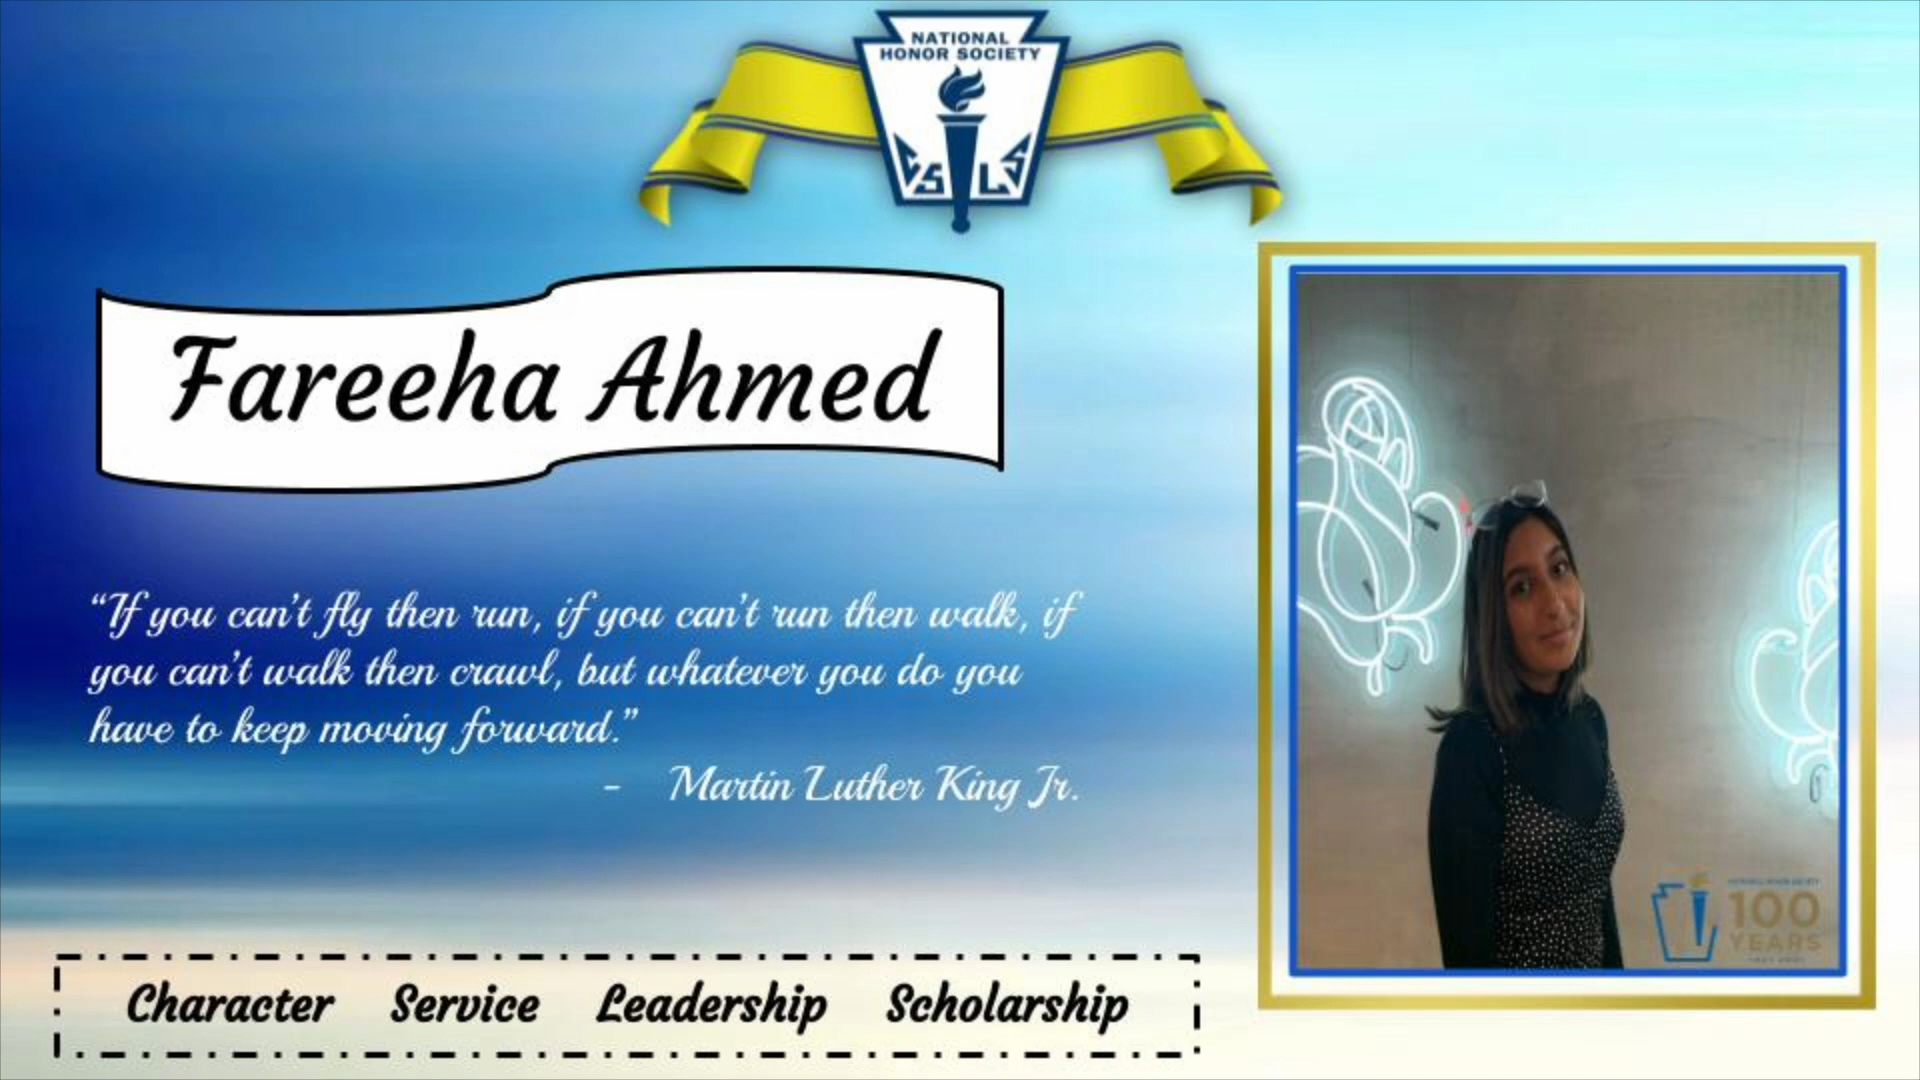 NATIONAL
HONOR SOCIETY
C S L S
Fareeha Ahmed
“If you can’t fly then run, if you can’t run then walk, if
you can’t walk then crawl, but whatever you do you
have to keep moving forward.”
- Martin Luther King Jr.
100
YEARS
Character Service Leadership Scholarship